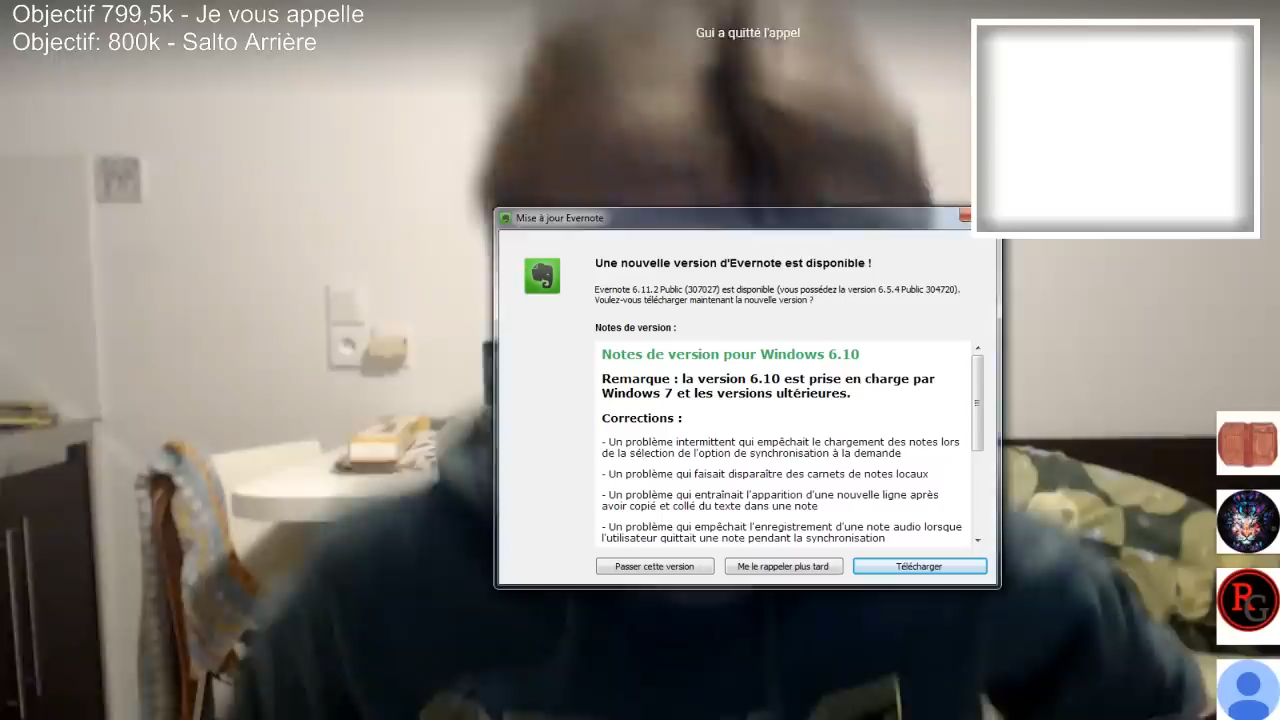 Objectif 799,5k - Je vous appelle
Objectif: 800k - Salto Arrière
Gui a quitté l'appel
Mise à jour Evernote
Une nouvelle version d'Evernote est disponible !
Evernote 6.11.2 Public (307027) est disponible (vous possédez la version 6.5.4 Public 304720).
Voulez-vous télécharger maintenant la nouvelle version ?
Notes de version :
Notes de version pour Windows 6.10
Remarque : la version 6.10 est prise en charge par
Windows 7 et les versions ultérieures.
Corrections :
- Un problème intermittent qui empêchait le chargement des notes lors
de la sélection de l'option de synchronisation à la demande
- Un problème qui faisait disparaître des carnets de notes locaux
- Un problème qui entraînait l'apparition d'une nouvelle ligne après
avoir copié et collé du texte dans une note
- Un problème qui empêchait l'enregistrement d'une note audio lorsque
l'utilisateur quittait une note pendant la synchronisation
Passer cette version
Me le rappeler plus tard
Télécharger
RG